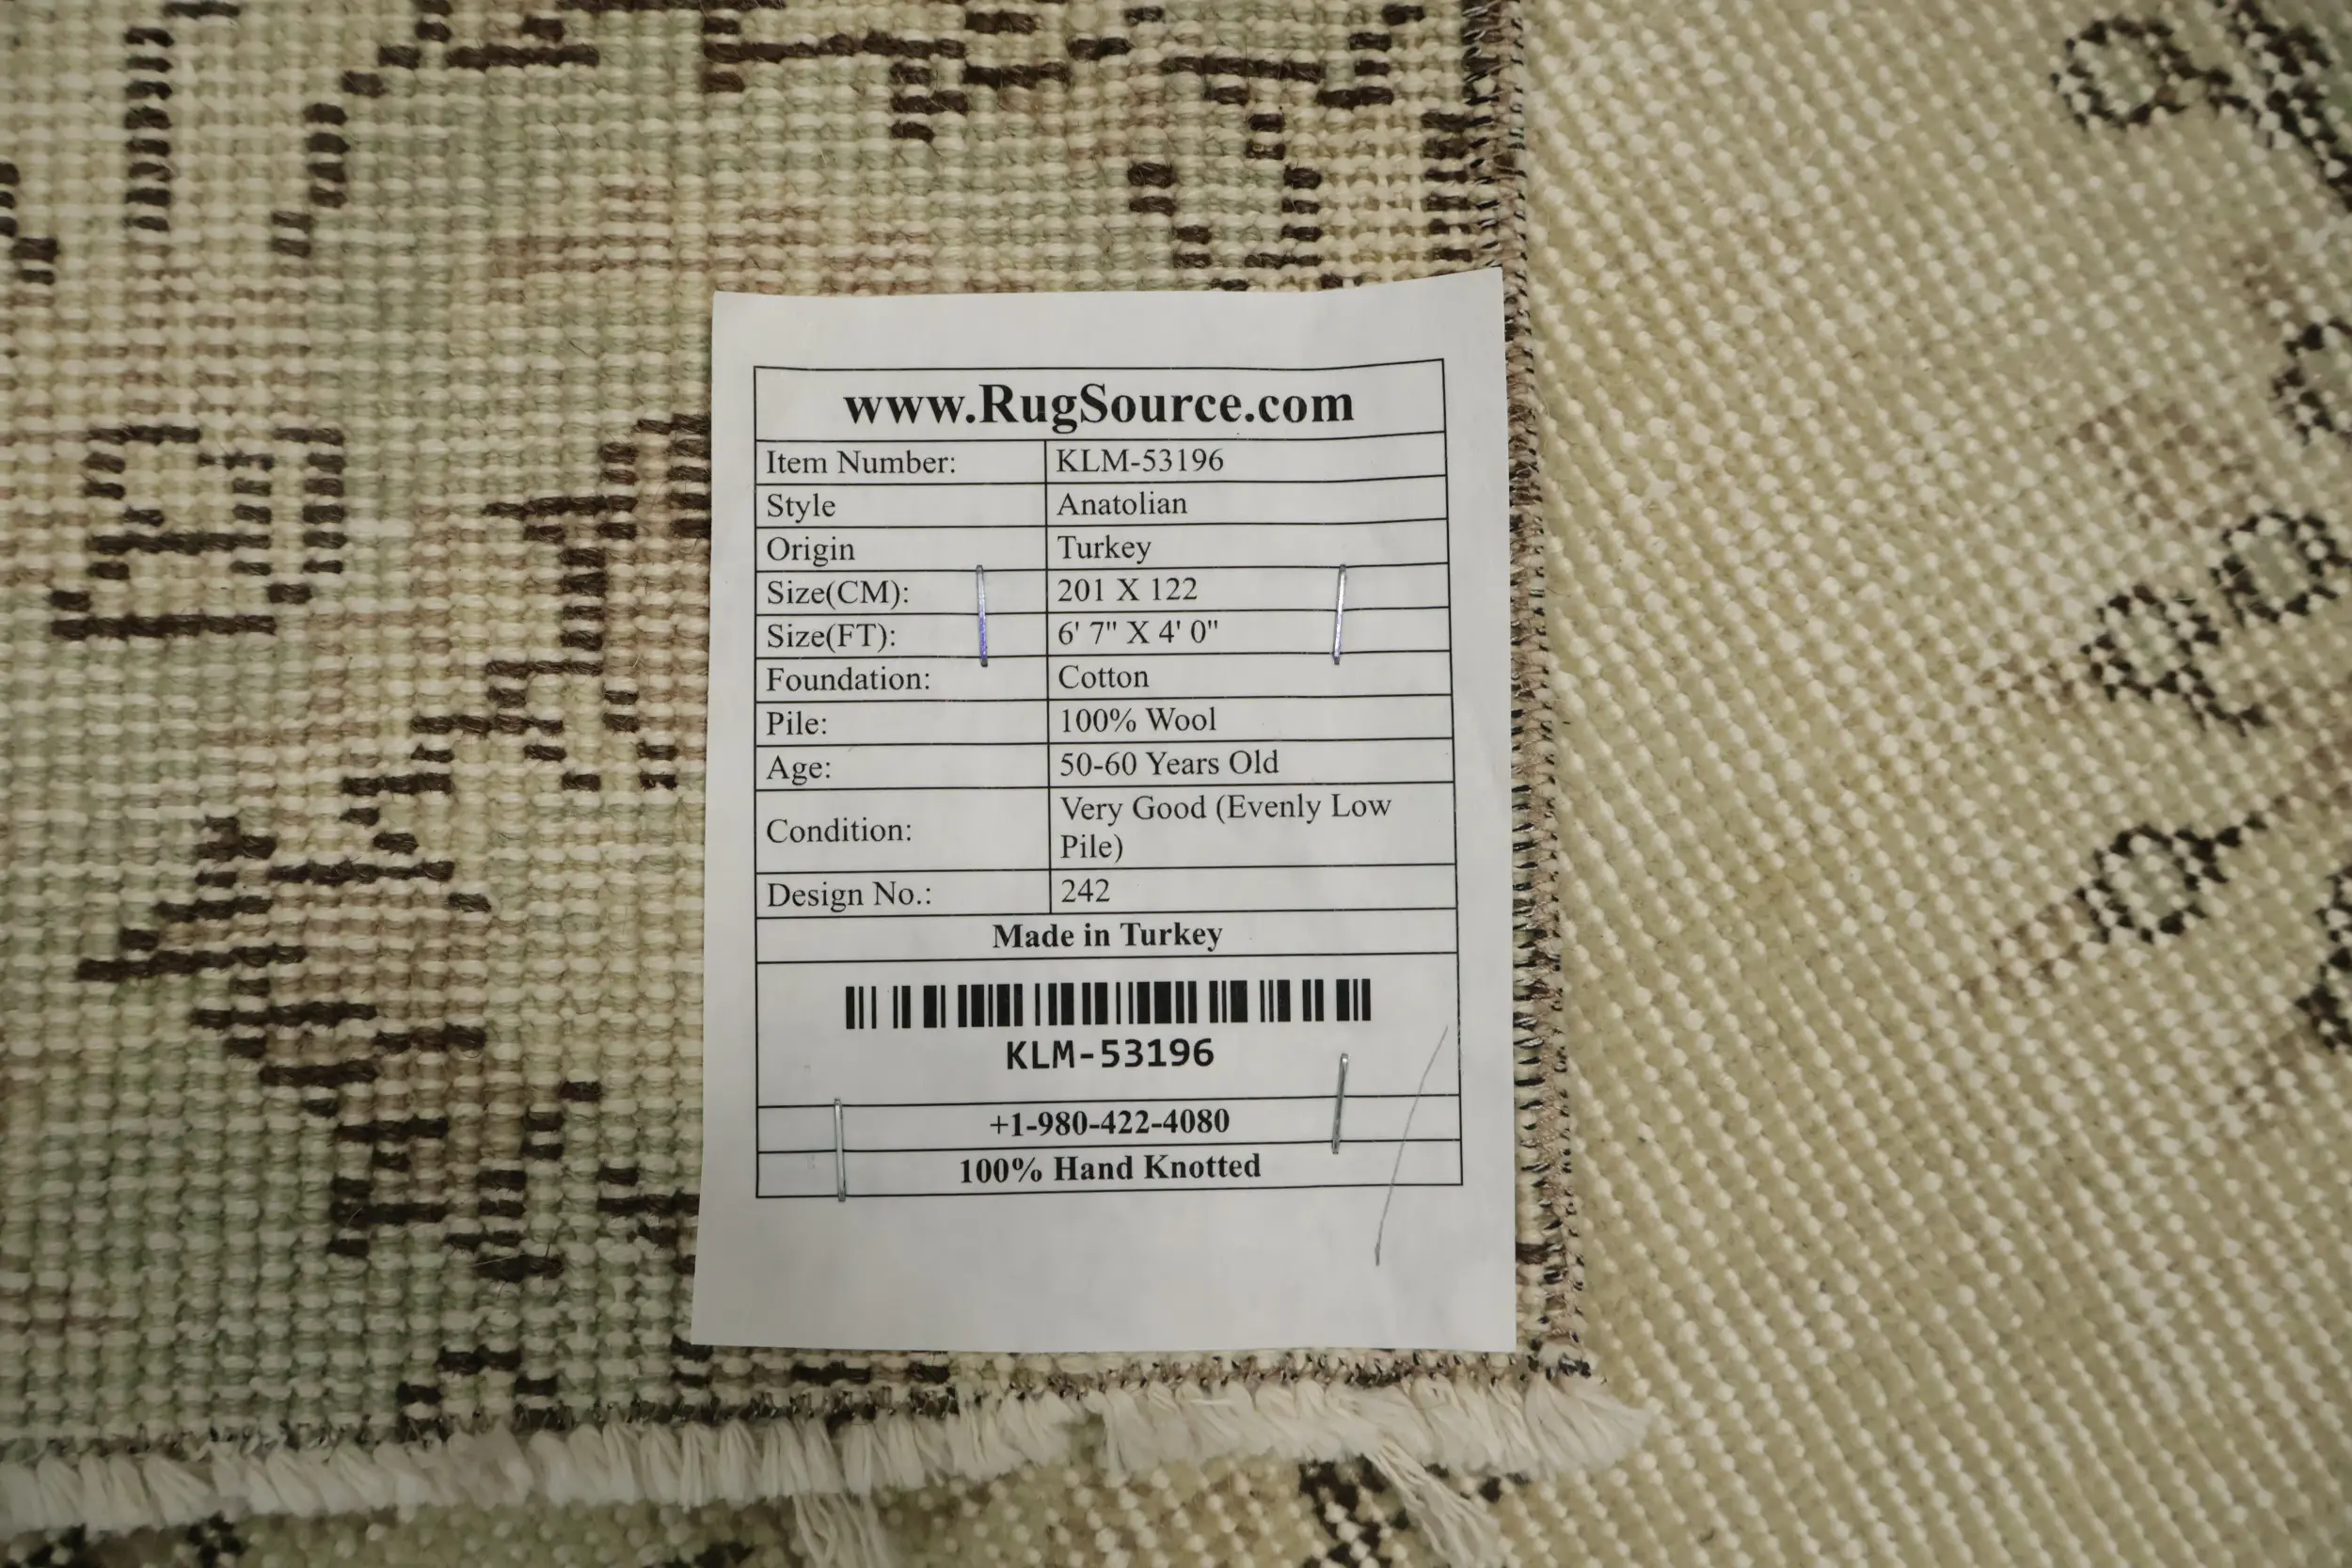 www.RugSource.com
Item Number: KLM-53196
Style Anatolian
Origin Turkey
Size(CM): 201 X 122
Size(FT): 6' 7" X 4' 0"
Foundation: Cotton
Pile: 100% Wool
Age: 50-60 Years Old
Condition: Very Good (Evenly Low
Pile)
Design No.: 242
Made in Turkey
KLM-53196
+1-980-422-4080
100% Hand Knotted